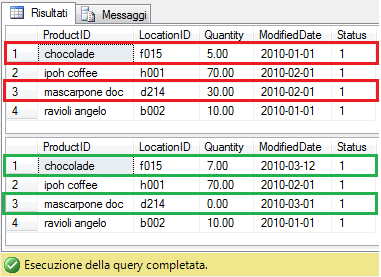 Risultati Messaggi
ProductID LocationID Quantity ModifiedDate Status
1 chocolade f015 5.00 2010-01-01 1
2 ipoh coffee h001 70.00 2010-02-01 1
3 mascarpone doc d214 30.00 2010-02-01 1
4 ravioli angelo b002 10.00 2010-01-01 1
ProductID LocationID Quantity ModifiedDate Status
1 chocolade f015 7.00 2010-03-12 1
2 ipoh coffee h001 70.00 2010-02-01 1
3 mascarpone doc d214 0.00 2010-03-01 1
4 ravioli angelo b002 10.00 2010-01-01 1
Esecuzione della query completata.